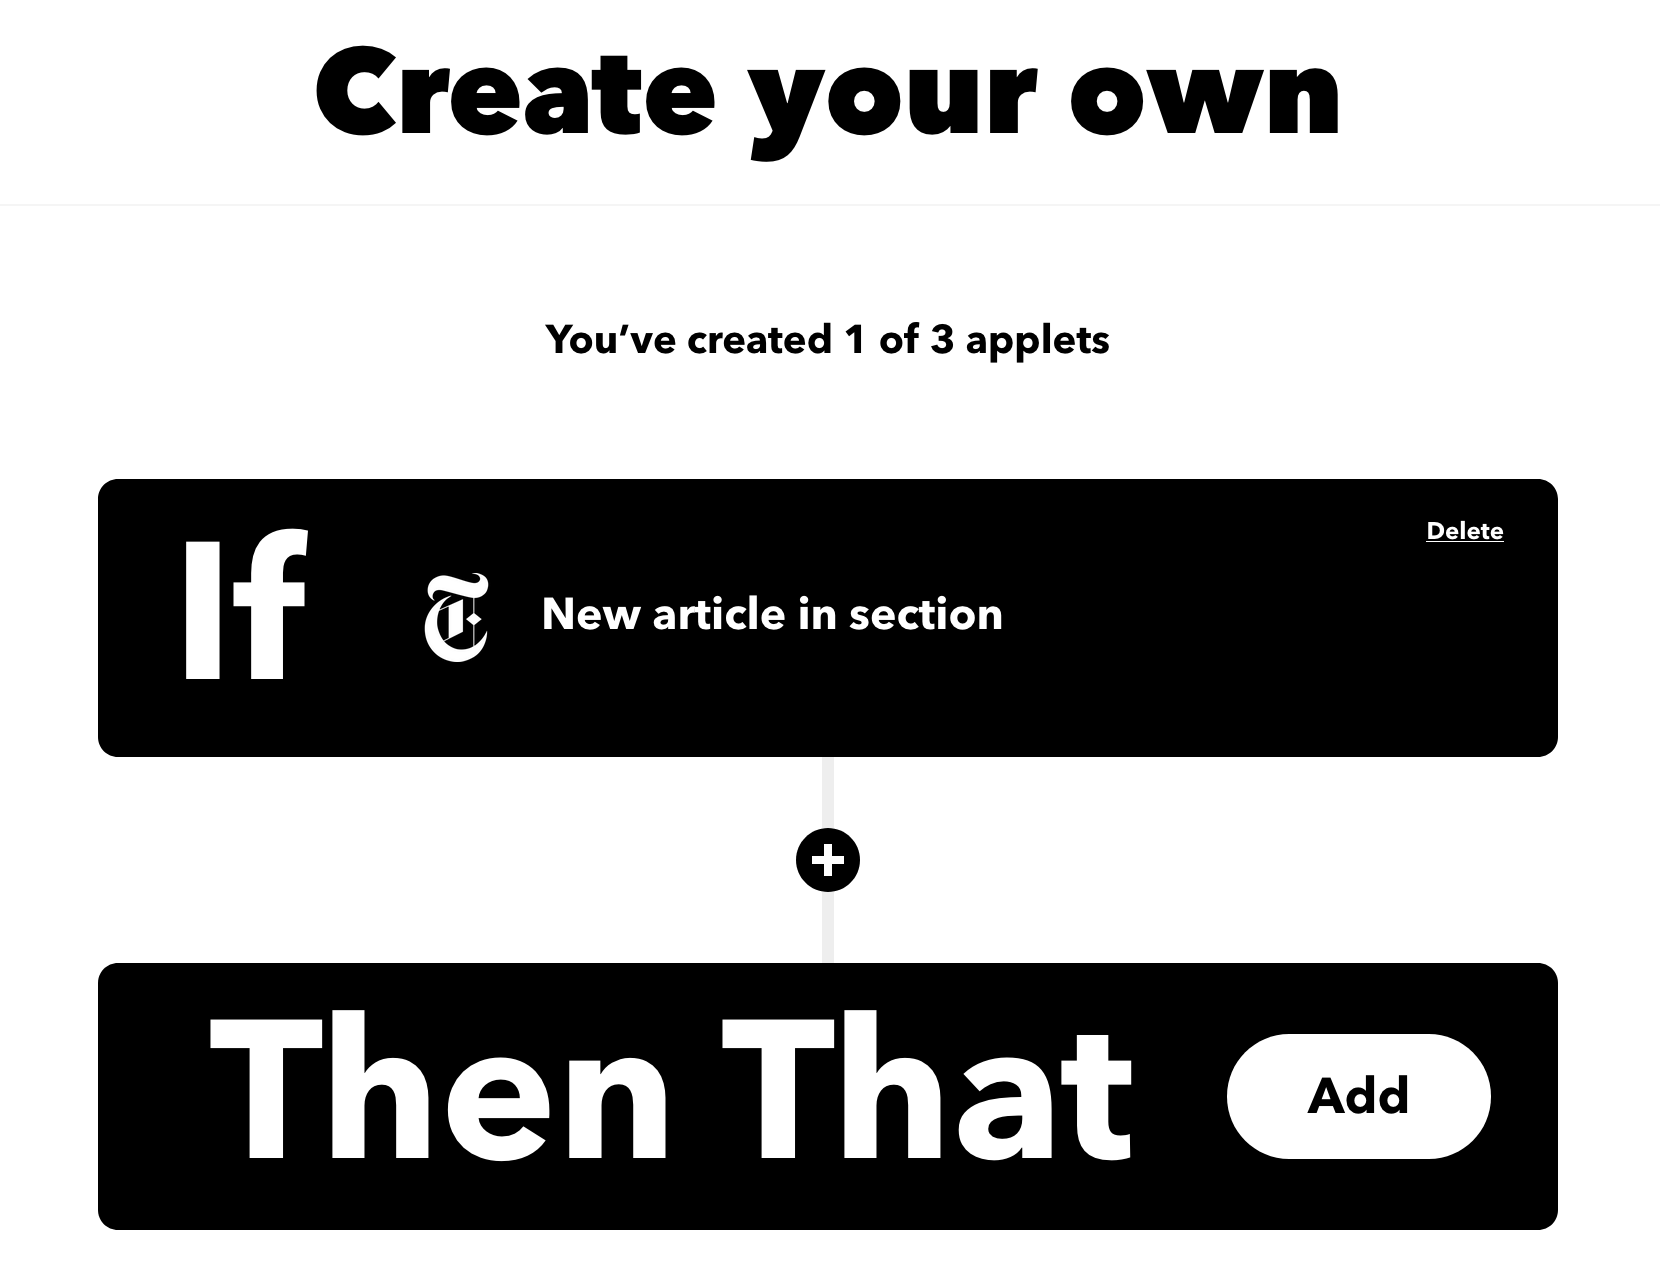 Create your own
You’ve created 1 of 3 applets
Delete
If
New article in section
Then That
Add